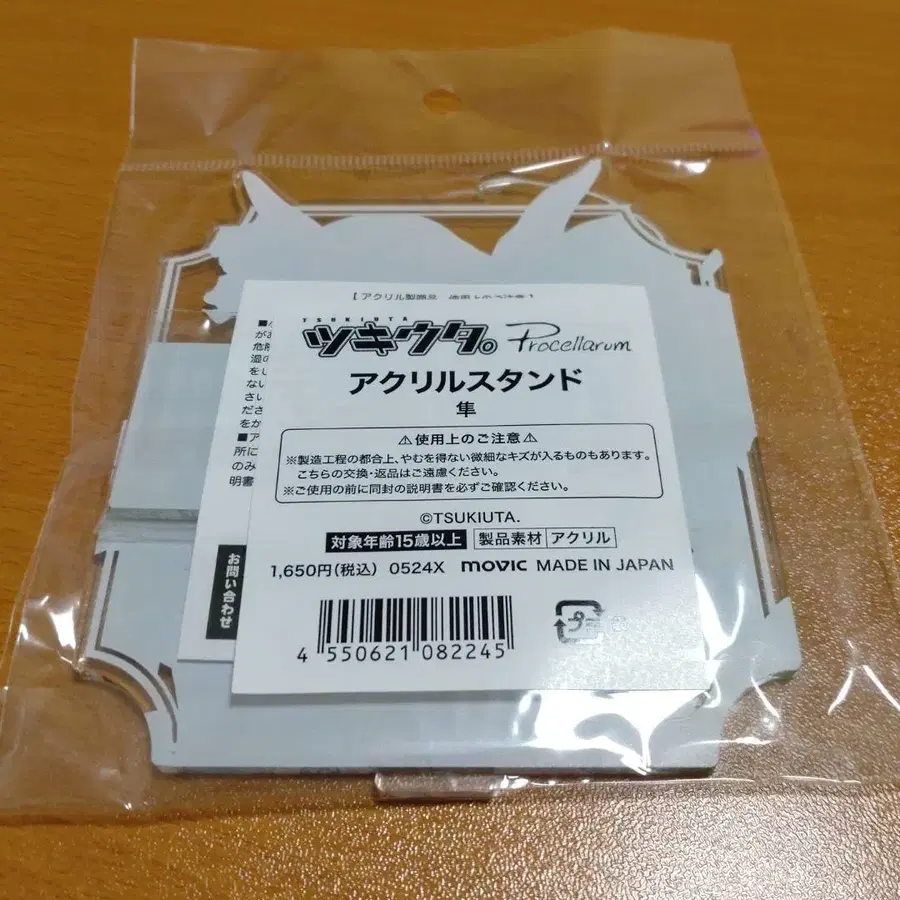 【アクリル製商品 使用上のご注意】
TSUKIUTA
ツキウタ。 Procellarum
アクリルスタンド
隼
⚠使用上のご注意⚠
※製造工程の都合上、やむを得ない微細なキズが入るものもあります。
こちらの交換・返品はご遠慮ください。
※ご使用の前に同封の説明書を必ずご確認ください。
©TSUKIUTA.
対象年齢15歳以上 製品素材 アクリル
1,650円(税込) 0524X movic MADE IN JAPAN
4 550621 082245
プラ
お問い合わせ